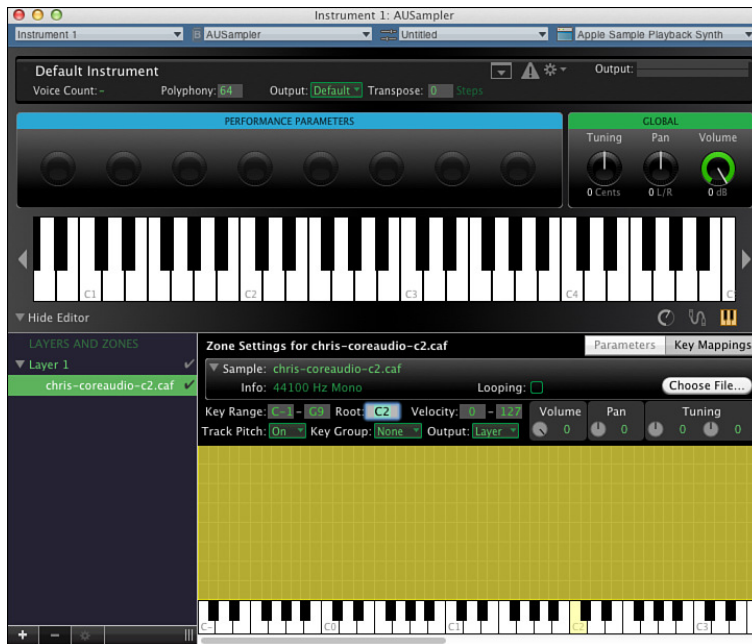 Instrument 1: AUSampler
Instrument 1 AUSampler Untitled Apple Sample Playback Synth
Default Instrument Output:
Voice Count: - Polyphony: 64 Output: Default Transpose: 0 Steps
PERFORMANCE PARAMETERS GLOBAL
Tuning Pan Volume
0 Cents 0 L/R 0 dB
C1 C2 C3 C4 C
Hide Editor
LAYERS AND ZONES Zone Settings for chris-coreaudio-c2.caf Parameters Key Mappings
Layer 1 Sample: chris-coreaudio-c2.caf
chris-coreaudio-c2.caf Info: 44100 Hz Mono Looping: Choose File...
Key Range: C-1 - G9 Root: C2 Velocity: 0 - 127 Volume Pan Tuning
Track Pitch: On Key Group: None Output: Layer 0 0 0 0
C- C0 C1 C2 C3